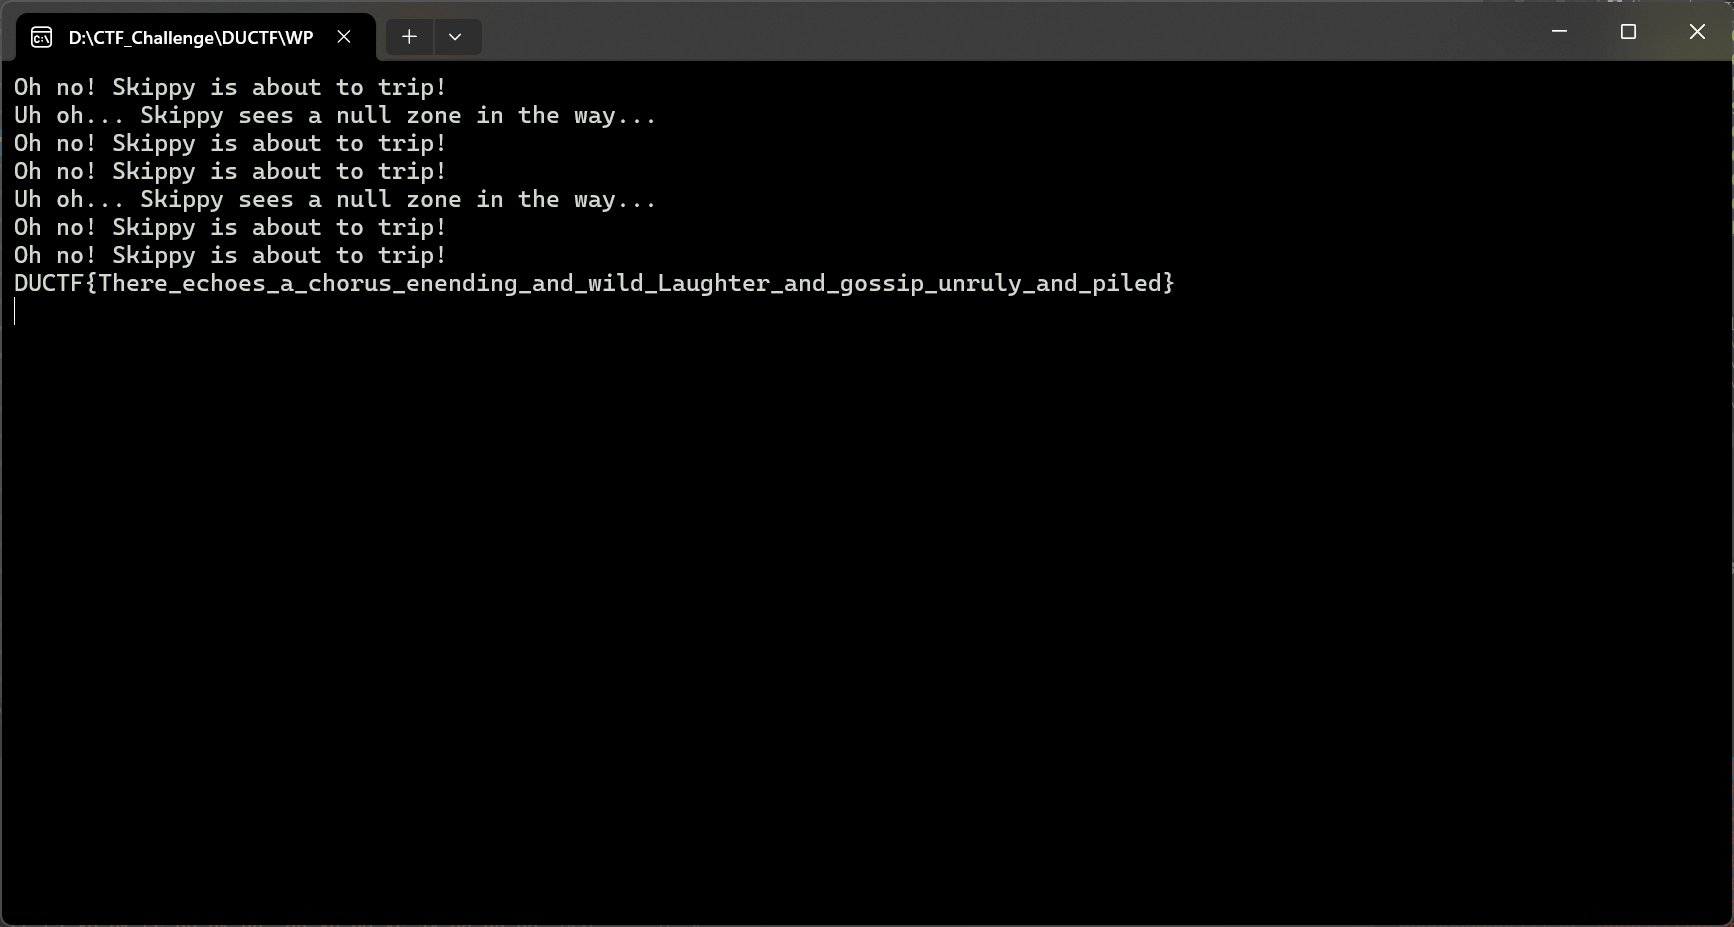 D:\CTF_Challenge\DUCTF\WP
Oh no! Skippy is about to trip!
Uh oh... Skippy sees a null zone in the way...
Oh no! Skippy is about to trip!
Oh no! Skippy is about to trip!
Uh oh... Skippy sees a null zone in the way...
Oh no! Skippy is about to trip!
Oh no! Skippy is about to trip!
DUCTF{There_echoes_a_chorus_enending_and_wild_Laughter_and_gossip_unruly_and_piled}